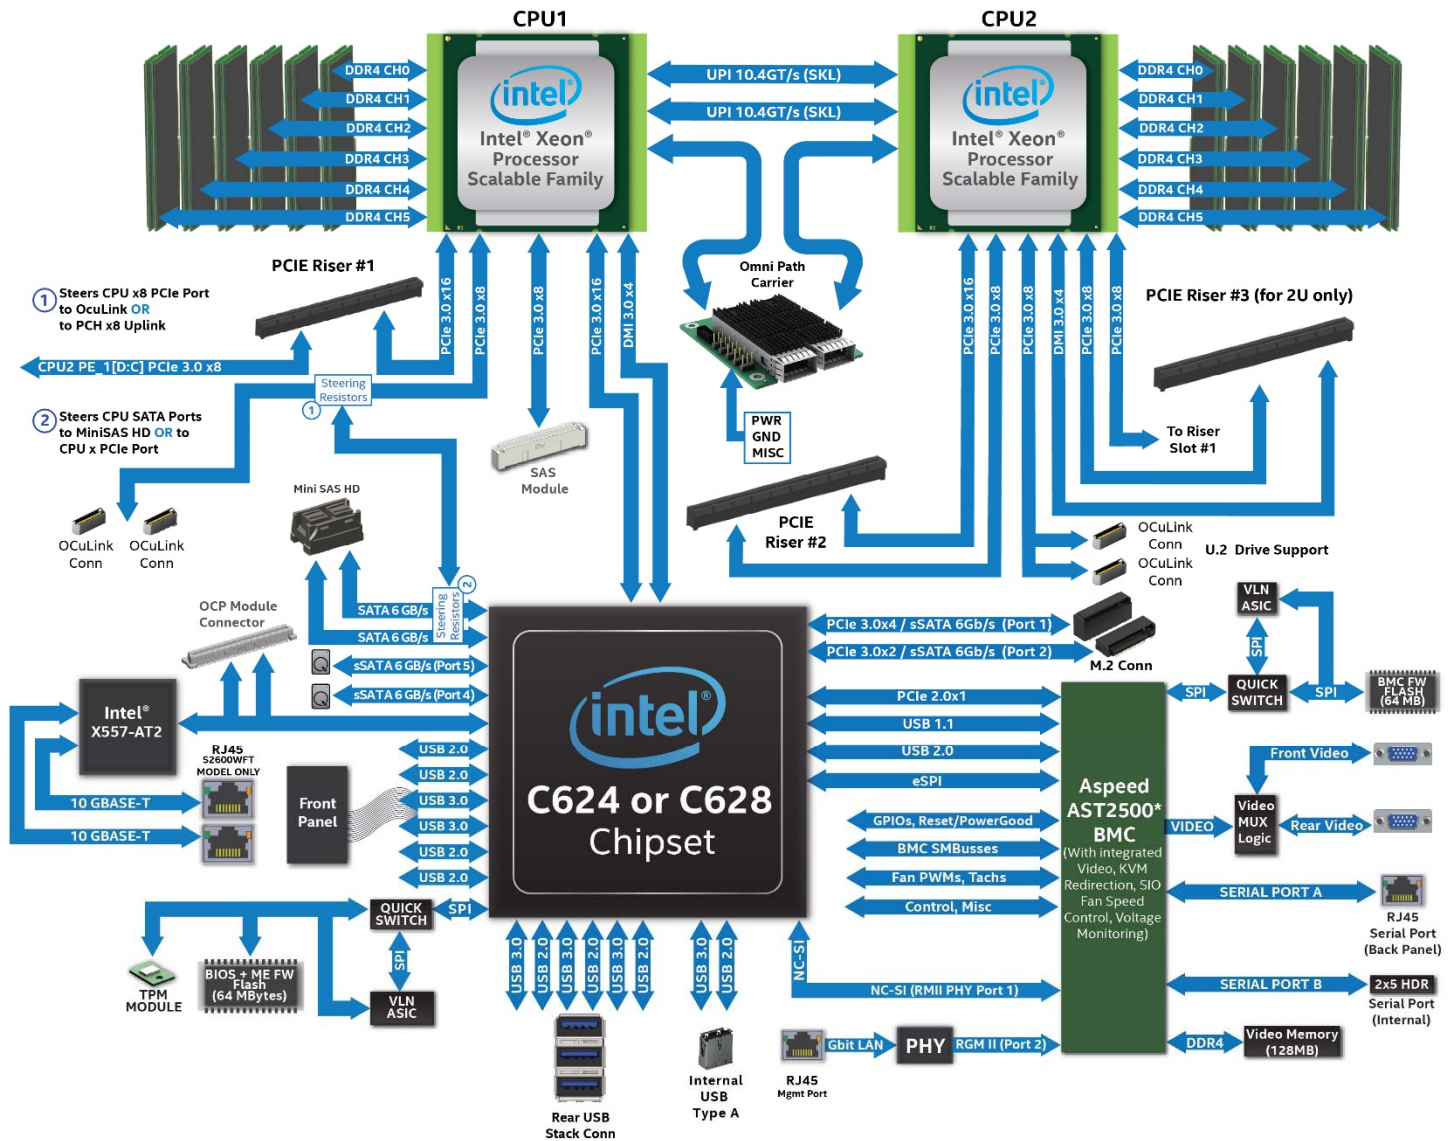 CPU1
CPU2
DDR4 CH0
DDR4 CH1
DDR4 CH2
DDR4 CH3
DDR4 CH4
DDR4 CH5
intel®
Intel® Xeon®
Processor
Scalable Family
UPI 10.4GT/s (SKL)
UPI 10.4GT/s (SKL)
intel®
Intel® Xeon®
Processor
Scalable Family
DDR4 CH0
DDR4 CH1
DDR4 CH2
DDR4 CH3
DDR4 CH4
DDR4 CH5
PCIE Riser #1
1 Steers CPU x8 PCIe Port
to OcuLink OR
to PCH x8 Uplink
CPU2 PE_1[D:C] PCIe 3.0 x8
2 Steers CPU SATA Ports
to MiniSAS HD OR to
CPU x PCIe Port
PCIe 3.0 x16
PCIe 3.0 x8
PCIe 3.0 x8
PCIe 3.0 x16
DMI 3.0 x4
Steering
Resistors
1
Omni Path
Carrier
PWR
GND
MISC
PCIe 3.0 x16
PCIe 3.0 x8
PCIe 3.0 x8
DMI 3.0 x4
PCIe 3.0 x8
PCIe 3.0 x8
PCIE Riser #3 (for 2U only)
To Riser
Slot #1
SAS
Module
Mini SAS HD
OCuLink
Conn
OCuLink
Conn
PCIE
Riser #2
OCuLink
Conn
OCuLink
Conn
U.2 Drive Support
OCP Module
Connector
SATA 6 GB/s
SATA 6 GB/s
Steering
Resistors
2
sSATA 6 GB/s (Port 5)
sSATA 6 GB/s (Port 4)
Intel®
X557-AT2
RJ45
S2600WFT
MODEL ONLY
10 GBASE-T
10 GBASE-T
Front
Panel
USB 2.0
USB 2.0
USB 3.0
USB 3.0
USB 2.0
USB 2.0
intel®
C624 or C628
Chipset
PCIe 3.0x4 / sSATA 6Gb/s (Port 1)
PCIe 3.0x2 / sSATA 6Gb/s (Port 2)
M.2 Conn
PCIe 2.0x1
USB 1.1
USB 2.0
eSPI
GPIOs, Reset/PowerGood
BMC SMBusses
Fan PWMs, Tachs
Control, Misc
Aspeed
AST2500*
BMC
(With integrated
Video, KVM
Redirection, SIO
Fan Speed
Control, Voltage
Monitoring)
VLN
ASIC
SPI
SPI
QUICK
SWITCH
SPI
BMC FW
FLASH
(64 MB)
Front Video
VIDEO
Video
MUX
Logic
Rear Video
SERIAL PORT A
RJ45
Serial Port
(Back Panel)
SERIAL PORT B
2x5 HDR
Serial Port
(Internal)
DDR4
Video Memory
(128MB)
QUICK
SWITCH
SPI
SPI
TPM
MODULE
BIOS + ME FW
Flash
(64 MBytes)
VLN
ASIC
USB 3.0
USB 2.0
USB 3.0
USB 2.0
USB 3.0
USB 2.0
USB 3.0
USB 2.0
NC-SI
NC-SI (RMII PHY Port 1)
Rear USB
Stack Conn
Internal
USB
Type A
RJ45
Mgmt Port
Gbit LAN
PHY
RGM II (Port 2)